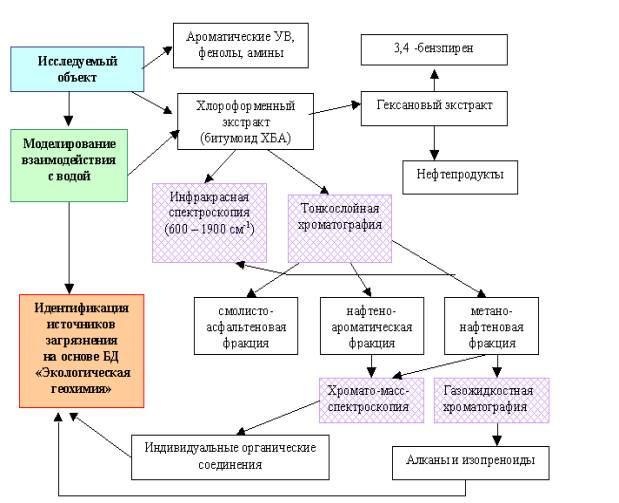 Ароматические УВ,
фенолы, амины
3,4 -бензпирен
Исследуемый
объект
Хлороформенный
экстракт
(битумоид ХБА)
Гексановый экстракт
Моделирование
взаимодействия
с водой
Нефтепродукты
Инфракрасная
спектроскопия
(600 – 1900 см-1)
Тонкослойная
хроматография
Идентификация
источников
загрязнения
на основе БД
«Экологическая
геохимия»
смолисто-
асфальтеновая
фракция
нафтено-
ароматическая
фракция
метано-
нафтеновая
фракция
Хромато-масс-
спектроскопия
Газожидкостная
хроматография
Индивидуальные органические
соединения
Алканы и изопреноиды